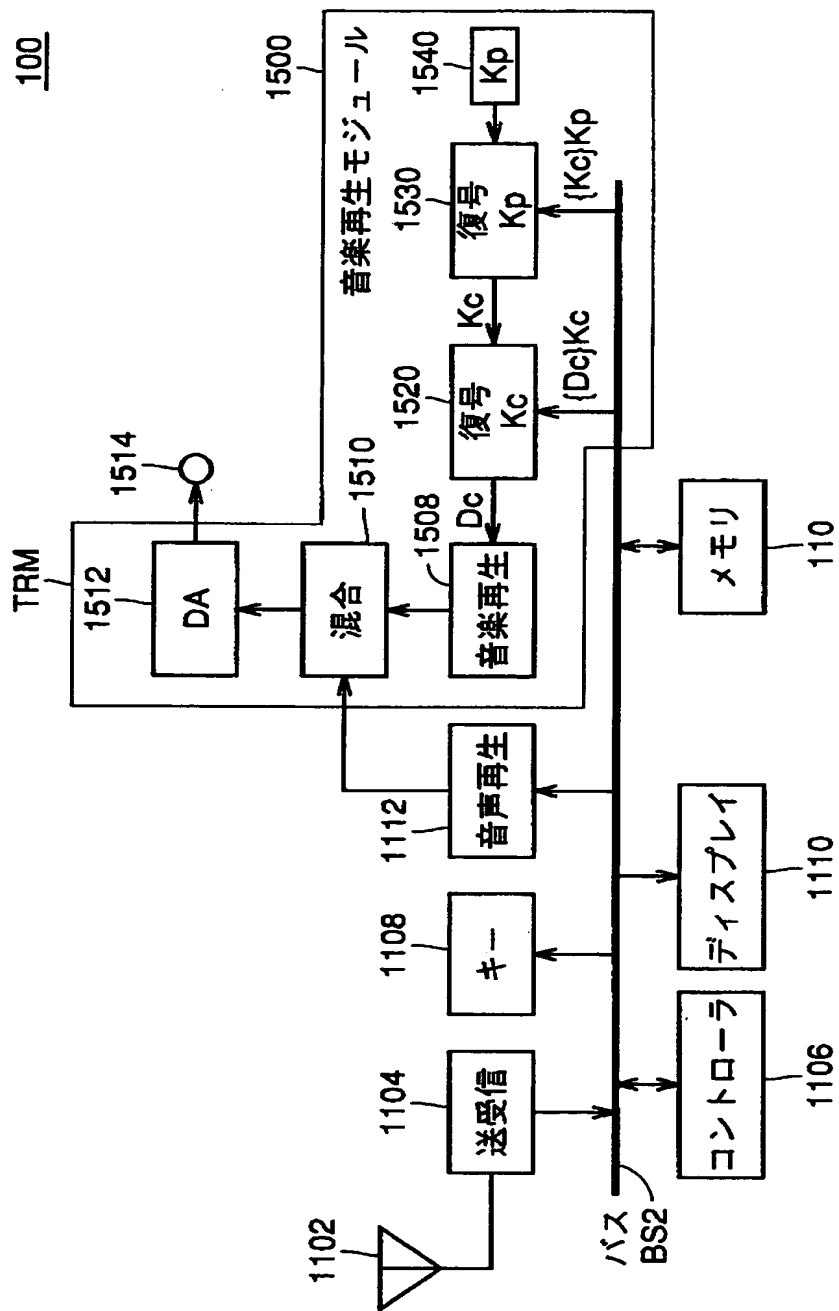 100
TRM
1500
音楽再生モジュール
1512
DA
1514
混合
1510
音楽再生
1508
Dc
復号
Kc
1520
Kc
復号
Kp
1530
Kp
1540
{Dc}Kc
{Kc}Kp
1102
送受信
1104
キー
1108
音声再生
1112
バス
BS2
コントローラ
1106
ディスプレイ
1110
メモリ
110